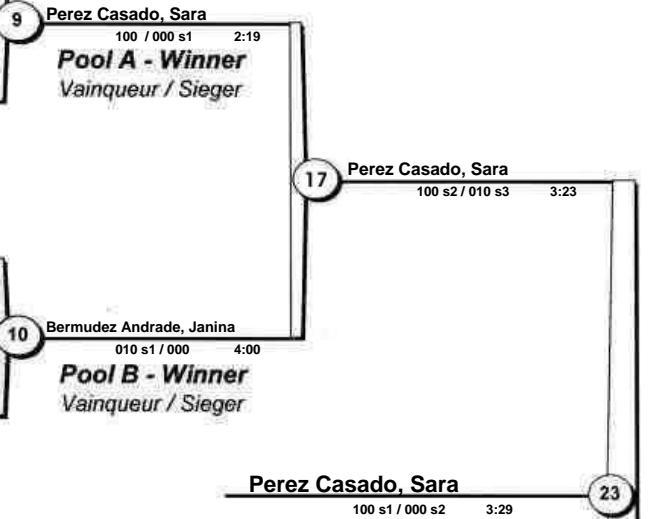 9
Perez Casado, Sara
100 / 000 s1 2:19
Pool A - Winner
Vainqueur / Sieger
17
Perez Casado, Sara
100 s2 / 010 s3 3:23
10
Bermudez Andrade, Janina
010 s1 / 000 4:00
Pool B - Winner
Vainqueur / Sieger
Perez Casado, Sara
23
100 s1 / 000 s2 3:29